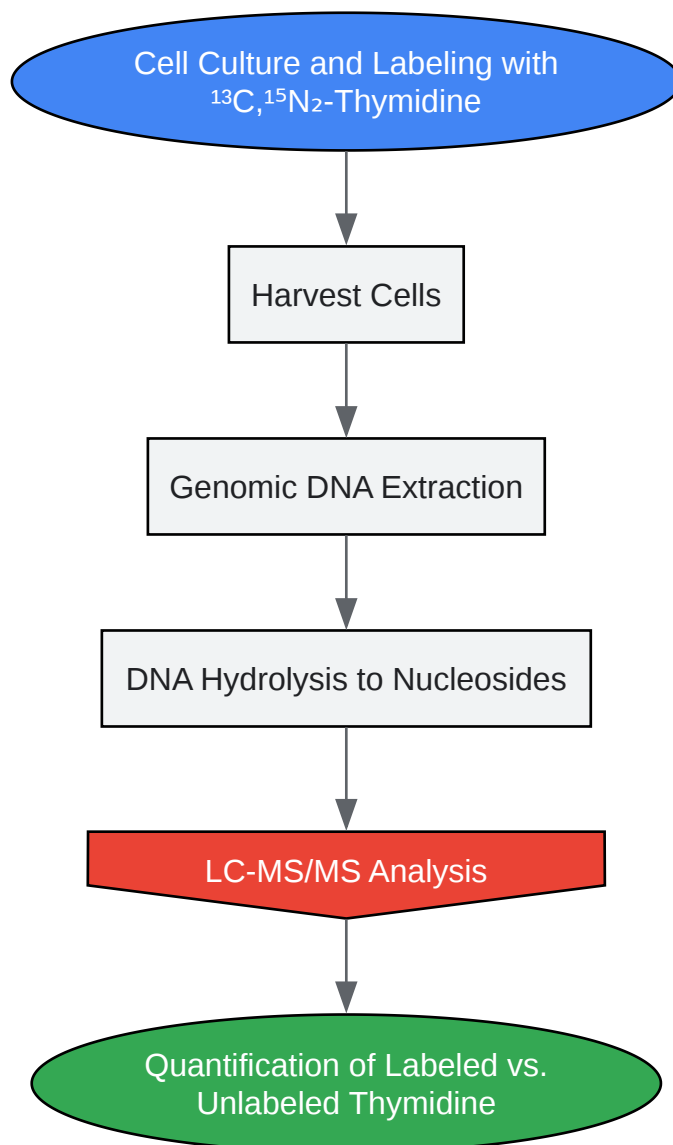 Cell Culture and Labeling with
¹³C,¹⁵N₂-Thymidine
Harvest Cells
Genomic DNA Extraction
DNA Hydrolysis to Nucleosides
LC-MS/MS Analysis
Quantification of Labeled vs.
Unlabeled Thymidine